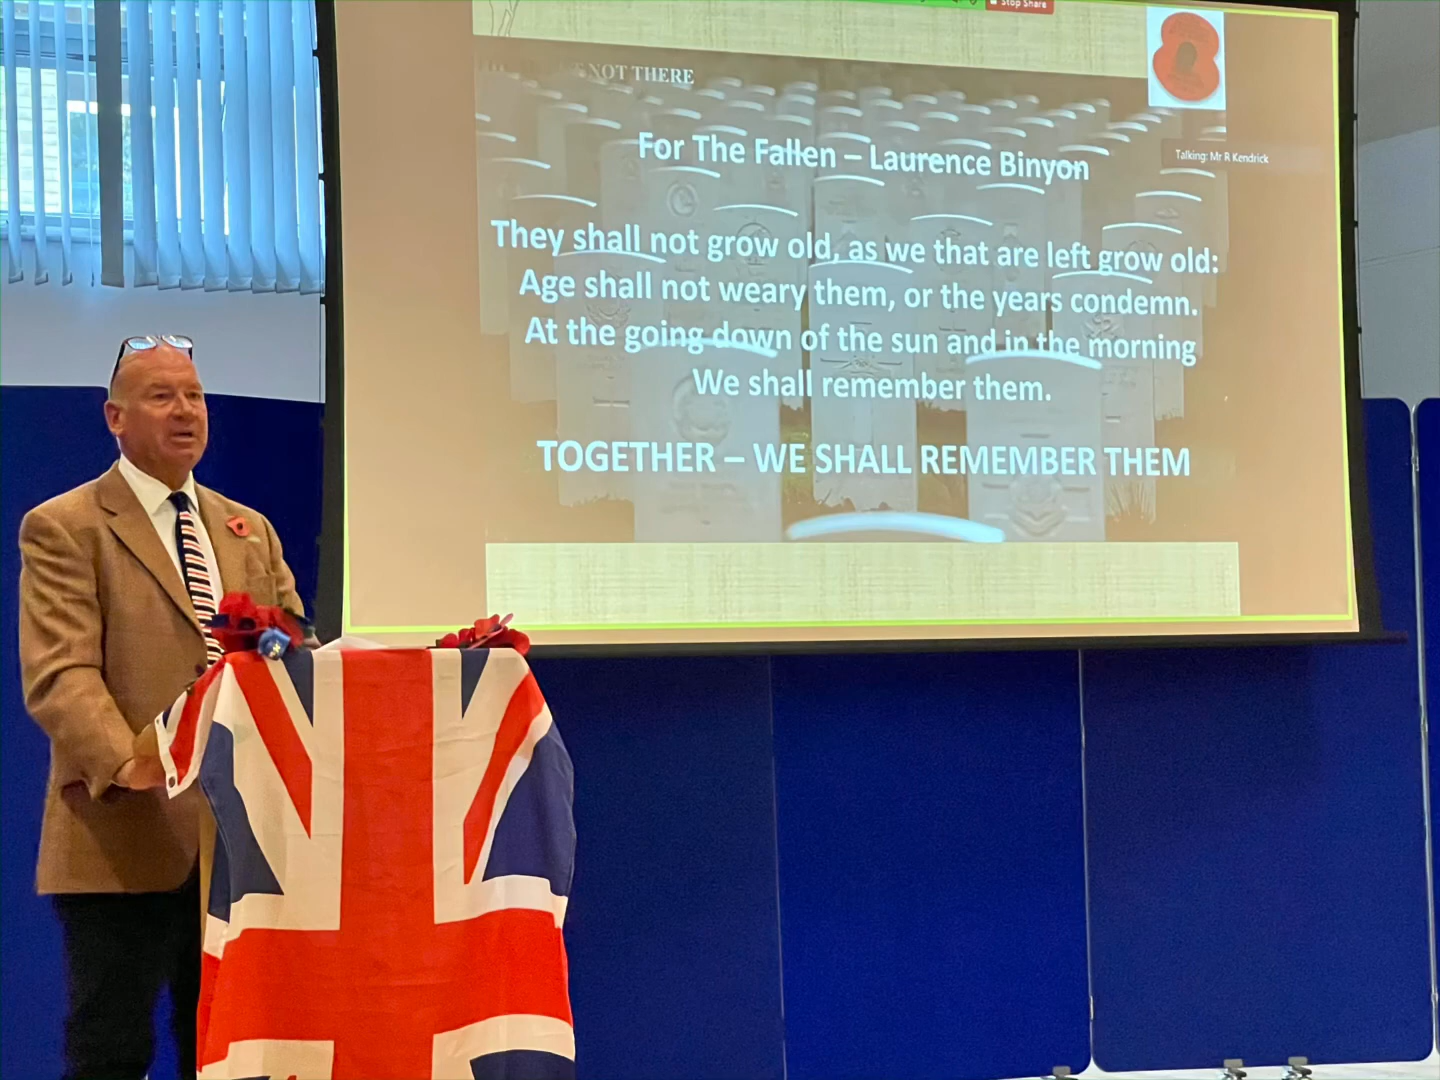 Stop Share
NOT THERE
For The Fallen – Laurence Binyon
Talking: Mr R Kendrick
They shall not grow old, as we that are left grow old:
Age shall not weary them, or the years condemn.
At the going down of the sun and in the morning
We shall remember them.
TOGETHER – WE SHALL REMEMBER THEM